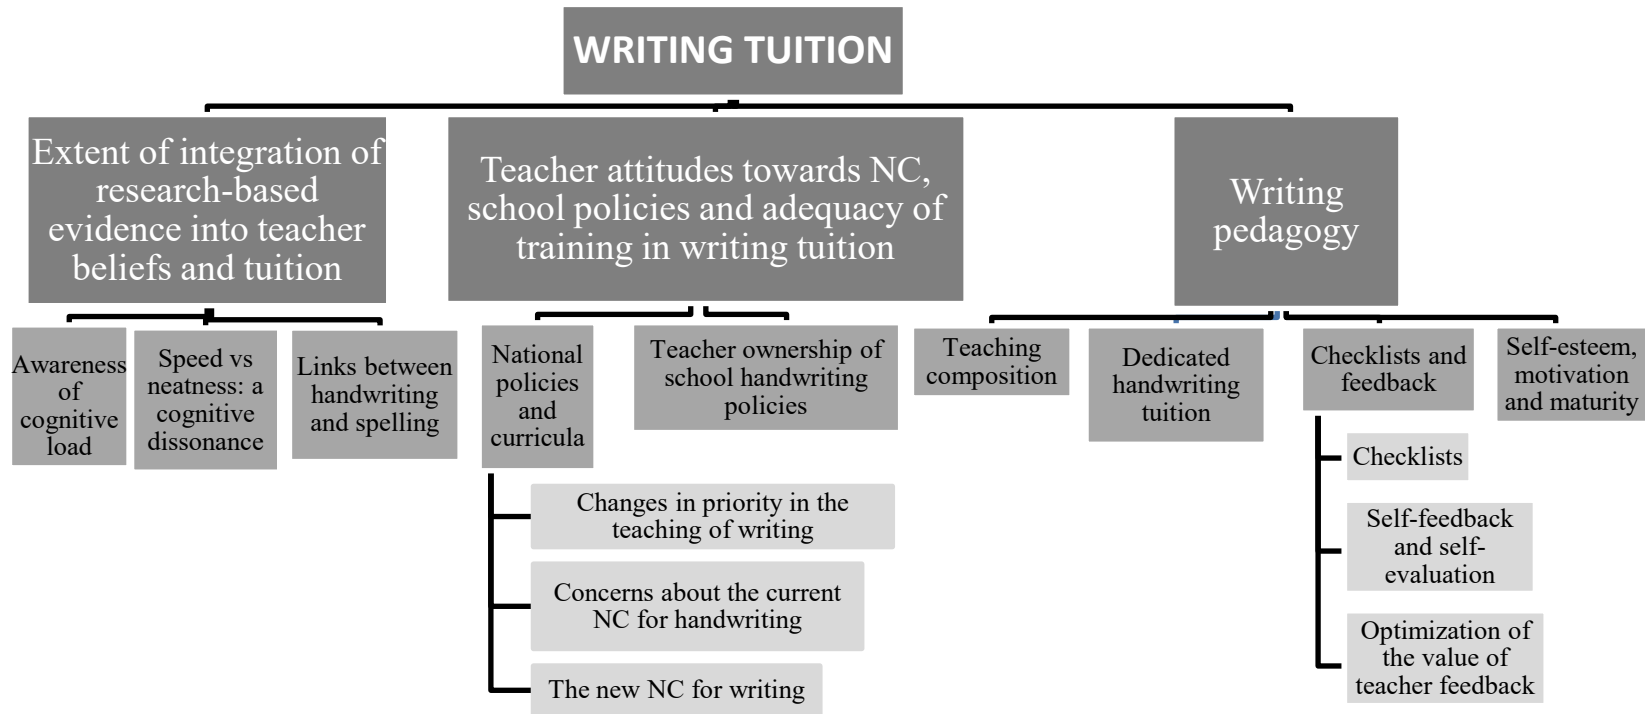 WRITING TUITION
Extent of integration of
research-based
evidence into teacher
beliefs and tuition
Teacher attitudes towards NC,
school policies and adequacy of
training in writing tuition
Writing
pedagogy
Awareness
of
cognitive
load
Speed vs
neatness: a
cognitive
dissonance
Links between
handwriting
and spelling
National
policies
and
curricula
Teacher ownership of
school handwriting
policies
Teaching
composition
Dedicated
handwriting
tuition
Checklists and
feedback
Self-esteem,
motivation
and maturity
Changes in priority in the
teaching of writing
Concerns about the current
NC for handwriting
The new NC for writing
Checklists
Self-feedback
and self-
evaluation
Optimization of
the value of
teacher feedback